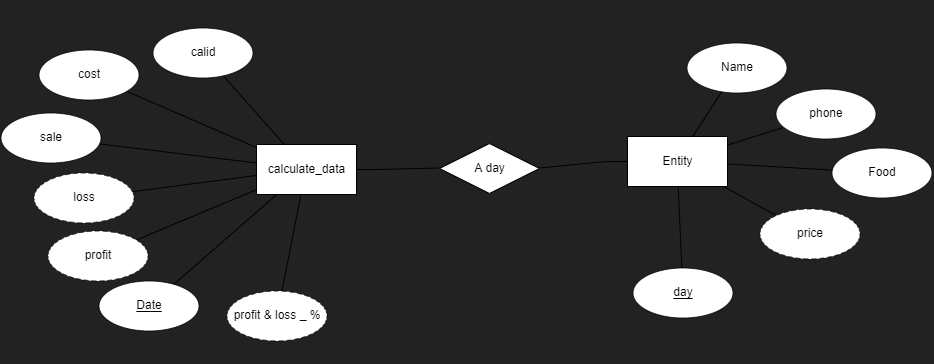 calid
cost
sale
loss
profit
Date
profit & loss _ %
calculate_data
A day
Entity
Name
phone
Food
price
day